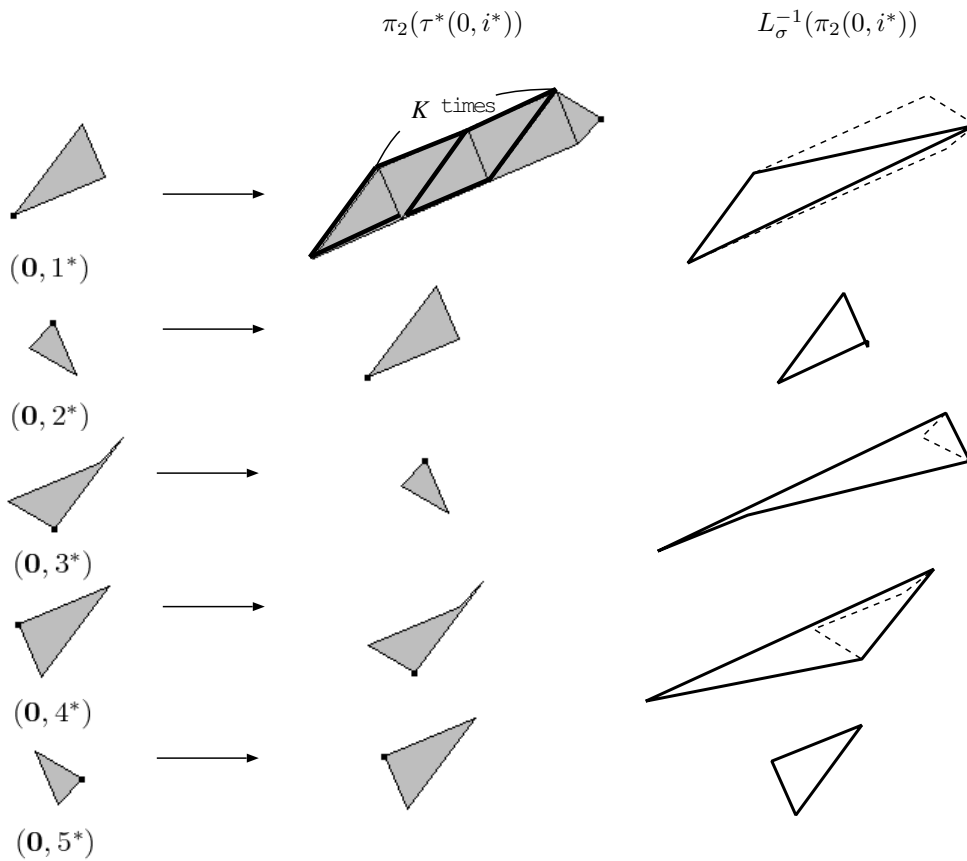 π₂(τ*(0, i*)) L_σ⁻¹(π₂(0, i*))
K times
(0, 1*)
(0, 2*)
(0, 3*)
(0, 4*)
(0, 5*)